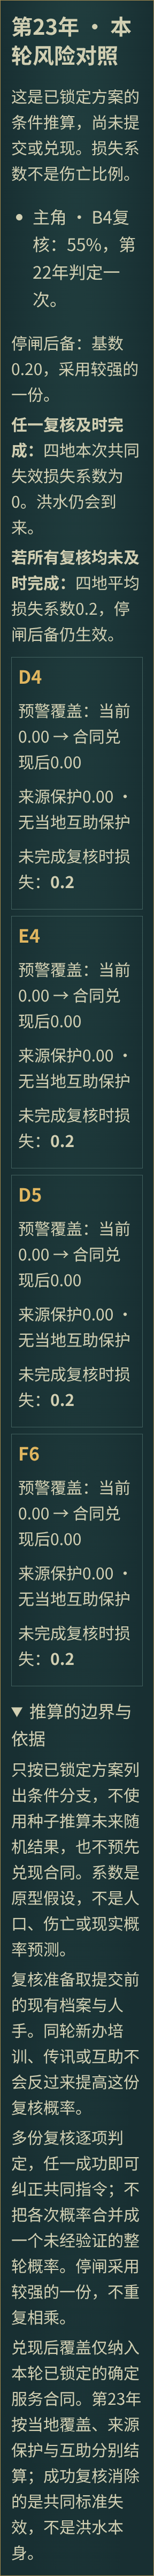 第23年 · 本
轮风险对照
这是已锁定方案的
条件推算，尚未提
交或兑现。损失系
数不是伤亡比例。
• 主角 · B4复
核：55%，第
22年判定一
次。
停闸后备：基数
0.20，采用较强的
一份。
任一复核及时完
成：四地本次共同
失效损失系数为
0。洪水仍会到
来。
若所有复核均未及
时完成：四地平均
损失系数0.2，停
闸后备仍生效。
D4
预警覆盖：当前
0.00 → 合同兑
现后0.00
来源保护0.00 ·
无当地互助保护
未完成复核时损
失：0.2
E4
预警覆盖：当前
0.00 → 合同兑
现后0.00
来源保护0.00 ·
无当地互助保护
未完成复核时损
失：0.2
D5
预警覆盖：当前
0.00 → 合同兑
现后0.00
来源保护0.00 ·
无当地互助保护
未完成复核时损
失：0.2
F6
预警覆盖：当前
0.00 → 合同兑
现后0.00
来源保护0.00 ·
无当地互助保护
未完成复核时损
失：0.2
▼ 推算的边界与
依据
只按已锁定方案列
出条件分支，不使
用种子推算未来随
机结果，也不预先
兑现合同。系数是
原型假设，不是人
口、伤亡或现实概
率预测。
复核准备取提交前
的现有档案与人
手。同轮新办培
训、传讯或互助不
会反过来提高这份
复核概率。
多份复核逐项判
定，任一成功即可
纠正共同指令；不
把各次概率合并成
一个未经验证的整
轮概率。停闸采用
较强的一份，不重
复相乘。
兑现后覆盖仅纳入
本轮已锁定的确定
服务合同。第23年
按当地覆盖、来源
保护与互助分别结
算；成功复核消除
的是共同标准失
效，不是洪水本
身。